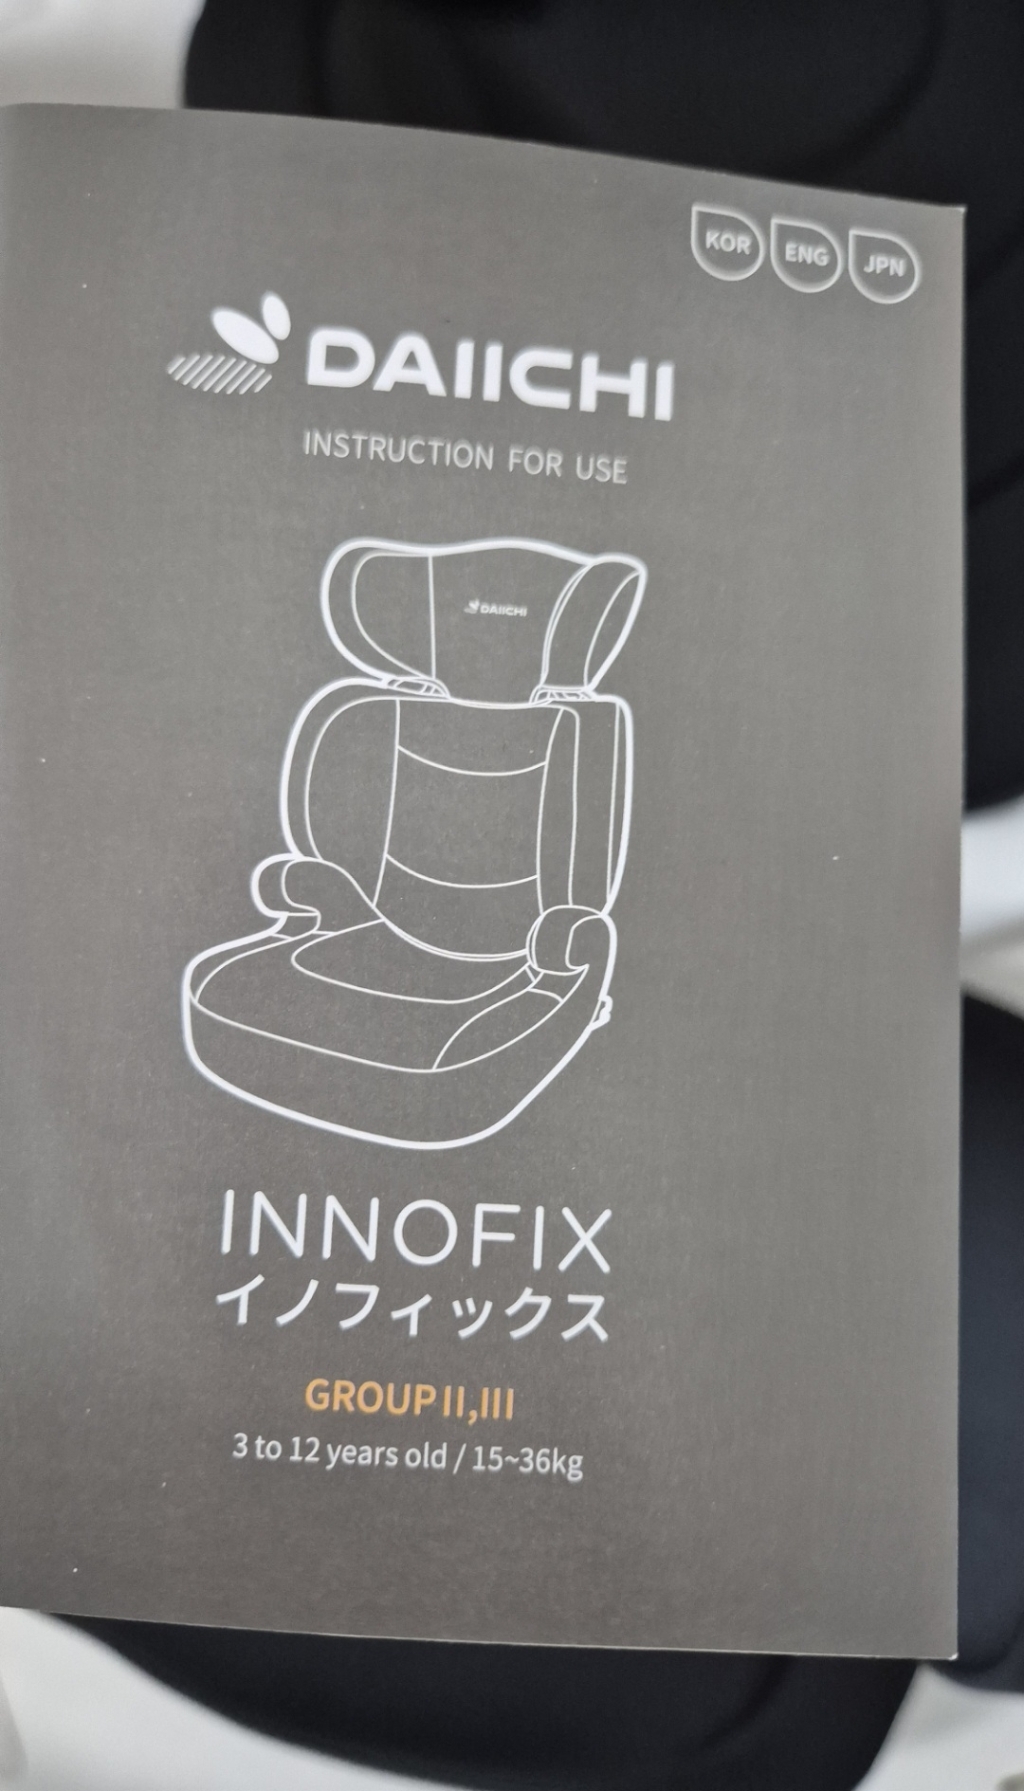 KOR ENG JPN
DAIICHI
INSTRUCTION FOR USE
DAIICHI
INNOFIX
イノフィックス
GROUP II,III
3 to 12 years old / 15~36kg